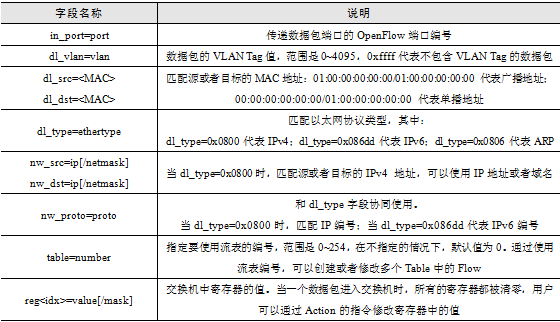 字段名称 说明
in_port=port 传递数据包端口的 OpenFlow 端口编号
dl_vlan=vlan 数据包的 VLAN Tag 值，范围是 0~4095，0xffff 代表不包含 VLAN Tag 的数据包
dl_src=<MAC>
dl_dst=<MAC>
匹配源或者目标的 MAC 地址：01:00:00:00:00:00/01:00:00:00:00:00 代表广播地址；
00:00:00:00:00:00/01:00:00:00:00:00 代表单播地址
dl_type=ethertype
匹配以太网协议类型，其中：
dl_type=0x0800 代表 IPv4；dl_type=0x086dd 代表 IPv6；dl_type=0x0806 代表 ARP
nw_src=ip[/netmask]
nw_dst=ip[/netmask]
当 dl_type=0x0800 时，匹配源或者目标的 IPv4 地址，可以使用 IP 地址或者域名
nw_proto=proto
和 dl_type 字段协同使用。
当 dl_type=0x0800 时，匹配 IP 编号；当 dl_type=0x086dd 代表 IPv6 编号
table=number
指定要使用流表的编号，范围是 0~254，在不指定的情况下，默认值为 0。通过使用
流表编号，可以创建或者修改多个 Table 中的 Flow
reg<idx>=value[/mask]
交换机中寄存器的值。当一个数据包进入交换机时，所有的寄存器都被清零，用户
可以通过 Action 的指令修改寄存器中的值